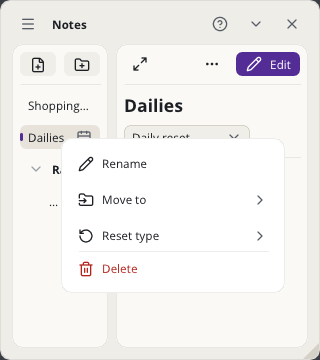 Notes
Edit
Shopping...
Dailies
Dailies
Daily reset
...
Rename
Move to
Reset type
Delete